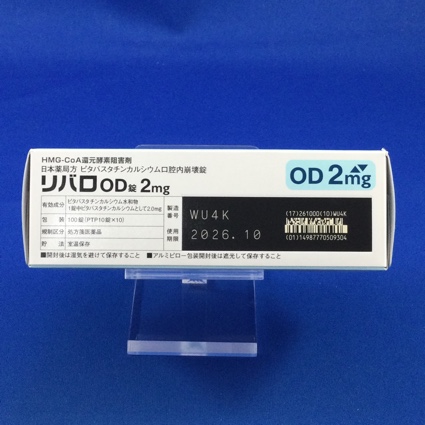 HMG-CoA還元酵素阻害剤
日本薬局方 ピタバスタチンカルシウム口腔内崩壊錠
リバロOD錠 2mg
OD 2mg
有効成分 ピタバスタチンカルシウム水和物
1錠中ピタバスタチンカルシウムとして2.0mg
包装 100錠[PTP10錠×10]
規制区分 処方箋医薬品
貯法 室温保存
製造番号 WU4K
使用期限 2026.10
(17)261000(10)WU4K
(01)14987770509304
■開封後は湿気を避けて保存すること ■アルミピロー包装開封後は遮光して保存すること